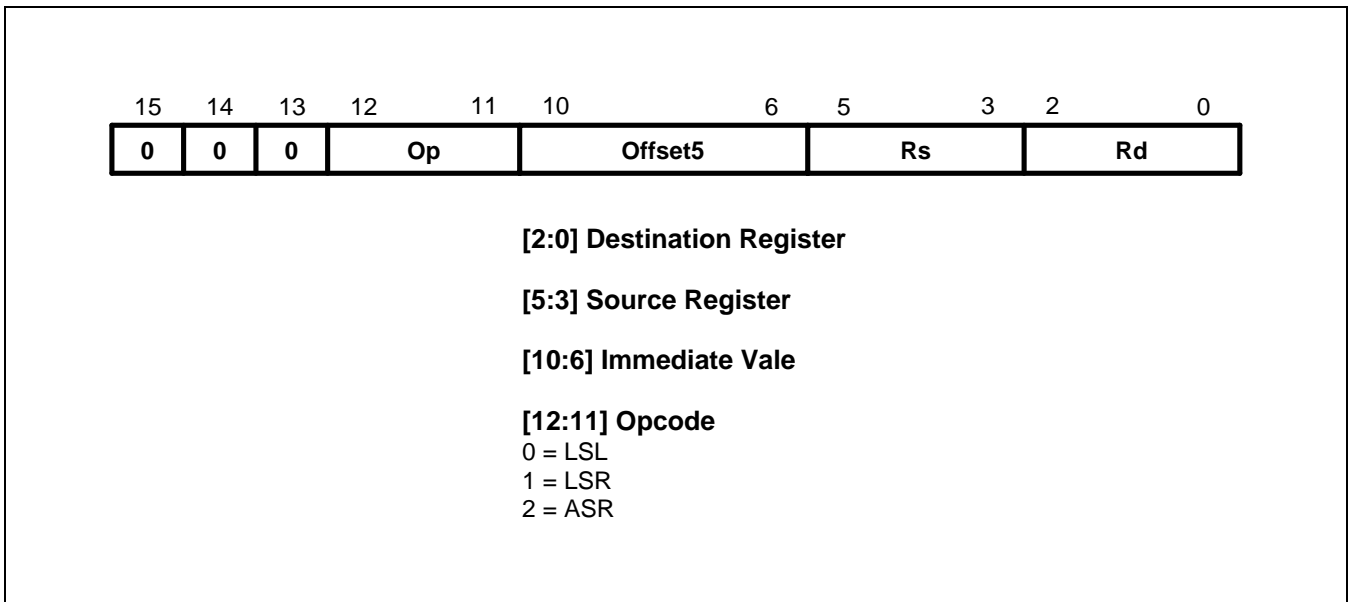 15 14 13 12 11 10 6 5 3 2 0
0 0 0 Op Offset5 Rs Rd
[2:0] Destination Register
[5:3] Source Register
[10:6] Immediate Vale
[12:11] Opcode
0 = LSL
1 = LSR
2 = ASR